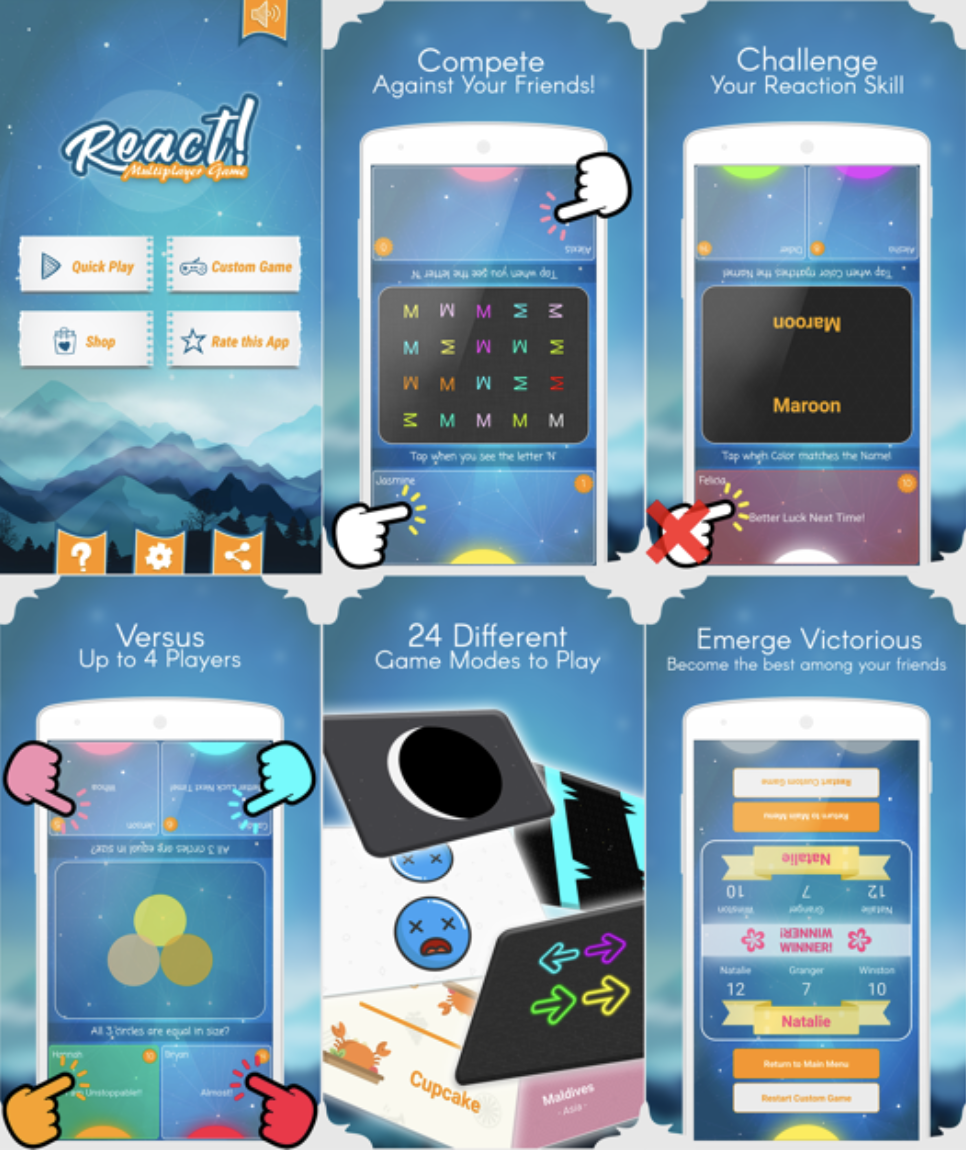 React!
Multiplayer Game
Quick Play
Custom Game
Shop
Rate this App
?
Compete
Against Your Friends!
0
Alexis
Tap when you see the letter 'N'
M M M M M
M M M M M
M M M M M
M M M M M
Tap when you see the letter 'N'
Jasmine 1
Challenge
Your Reaction Skill
Didier
Tap when Color matches the Name!
Maroon
Maroon
Tap when Color matches the Name!
Felicia 10
Better Luck Next Time!
Versus
Up to 4 Players
Whoa
Better Luck Next Time!
Jenson
All 3 circles are equal in size?
All 3 circles are equal in size?
Hannah 10 Bryan
am Unstoppable!! Almost!
24 Different
Game Modes to Play
Cupcake
Maldives
- Asia -
Emerge Victorious
Become the best among your friends
Restart Custom Game
Return to Main Menu
Natalie
10 7 12
Winston Granger Natalie
WINNER!
WINNER!
Natalie Granger Winston
12 7 10
Natalie
Return to Main Menu
Restart Custom Game